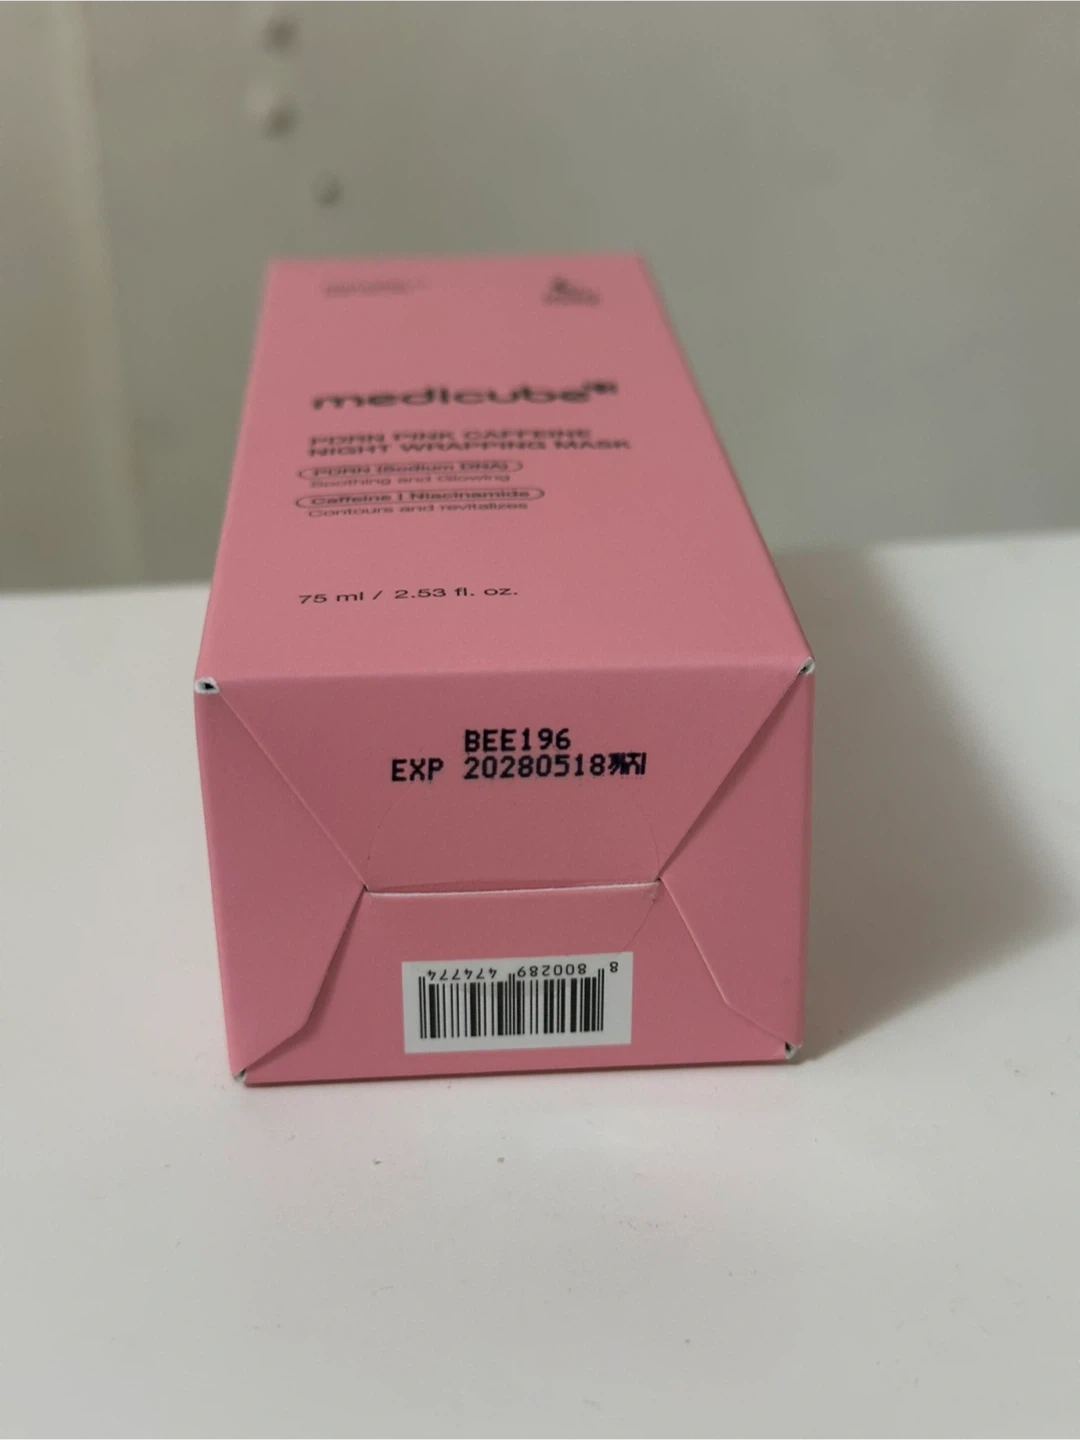 medicube
PDRN PINK CAFFEINE
NIGHT WRAPPING MASK
PDRN (Sodium DNA)
Soothing and Glowing
Caffeine | Niacinamide
Contours and revitalizes
75 ml / 2.53 fl. oz.
BEE196
EXP 20280518까지
8 800289 474774